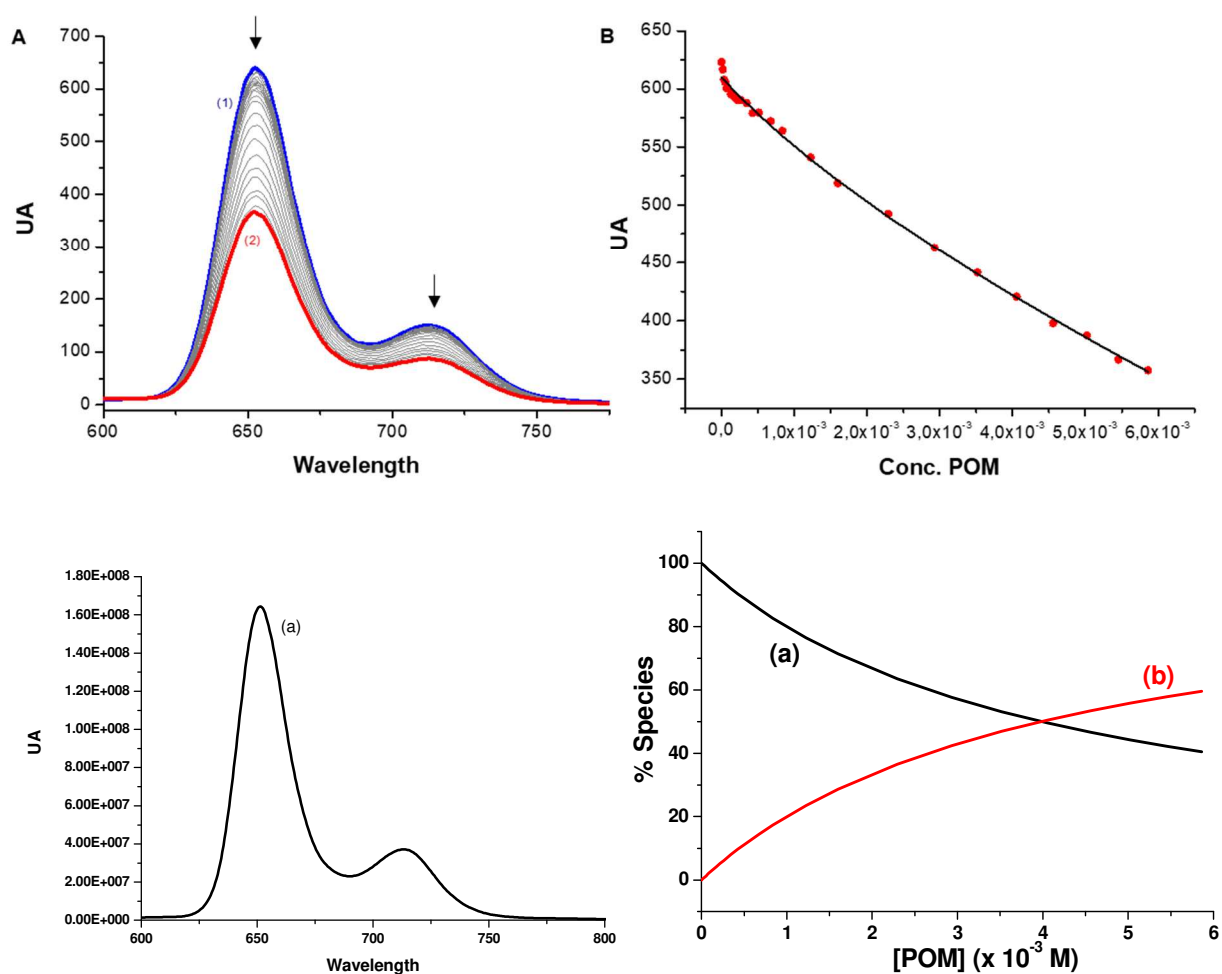 A
700
600
500
400
300
200
100
0
UA
(1)
(2)
600
650
700
750
Wavelength
B
650
600
550
500
450
400
350
UA
0,0
1,0x10⁻³
2,0x10⁻³
3,0x10⁻³
4,0x10⁻³
5,0x10⁻³
6,0x10⁻³
Conc. POM
1.80E+008
1.60E+008
1.40E+008
1.20E+008
1.00E+008
8.00E+007
6.00E+007
4.00E+007
2.00E+007
0.00E+000
UA
(a)
600
650
700
750
800
Wavelength
100
80
60
40
20
0
% Species
(a)
(b)
0
1
2
3
4
5
6
[POM] (x 10⁻³ M)